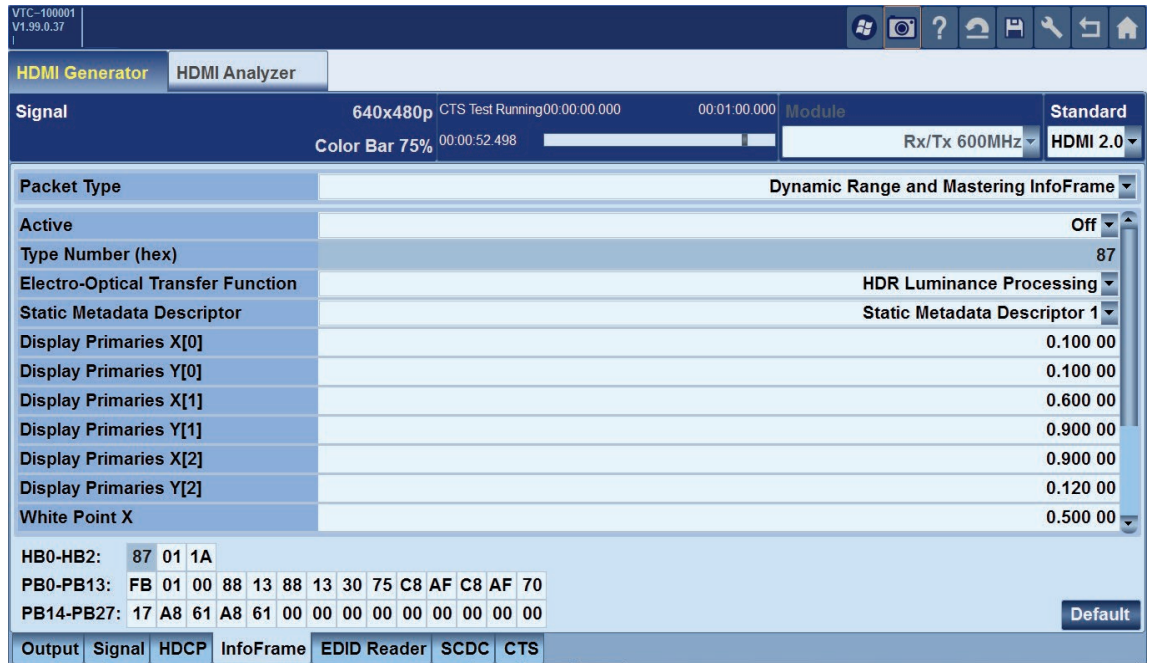 VTC-100001
V1.99.0.37
?
HDMI Generator HDMI Analyzer
Signal 640x480p CTS Test Running00:00:00.000 00:01:00.000 Module Standard
Color Bar 75% 00:00:52.498 Rx/Tx 600MHz HDMI 2.0
Packet Type Dynamic Range and Mastering InfoFrame
Active Off
Type Number (hex) 87
Electro-Optical Transfer Function HDR Luminance Processing
Static Metadata Descriptor Static Metadata Descriptor 1
Display Primaries X[0] 0.100 00
Display Primaries Y[0] 0.100 00
Display Primaries X[1] 0.600 00
Display Primaries Y[1] 0.900 00
Display Primaries X[2] 0.900 00
Display Primaries Y[2] 0.120 00
White Point X 0.500 00
HB0-HB2: 87 01 1A
PB0-PB13: FB 01 00 88 13 88 13 30 75 C8 AF C8 AF 70
PB14-PB27: 17 A8 61 A8 61 00 00 00 00 00 00 00 00 00
Default
Output Signal HDCP InfoFrame EDID Reader SCDC CTS